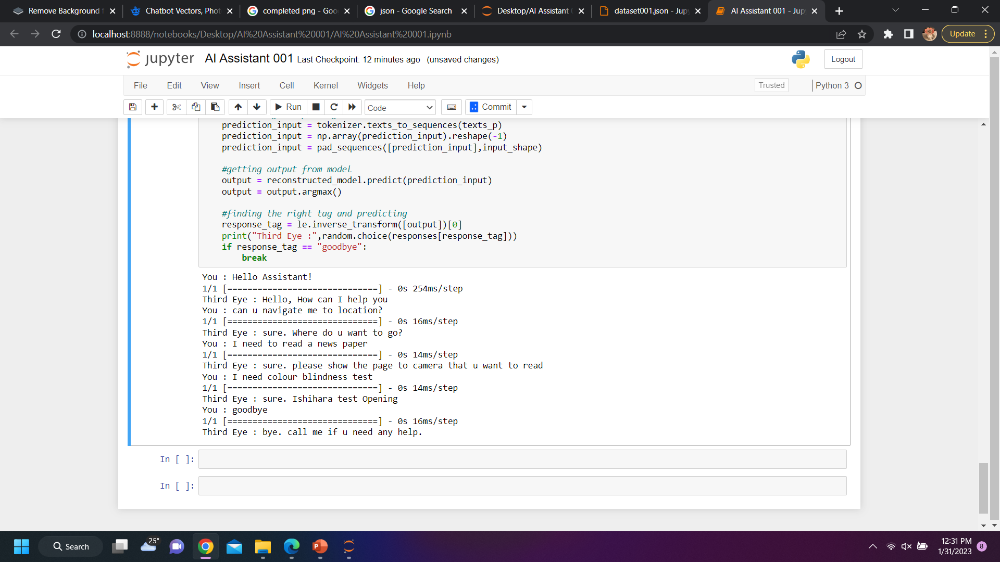 Remove Background f
Chatbot Vectors, Phot
completed png - Goo
json - Google Search
Desktop/AI Assistant 0
dataset001.json - Jup
AI Assistant 001 - Jup
localhost:8888/notebooks/Desktop/AI%20Assistant%20001/AI%20Assistant%20001.ipynb
Update
jupyter AI Assistant 001 Last Checkpoint: 12 minutes ago (unsaved changes)
Logout
File Edit View Insert Cell Kernel Widgets Help
Trusted
Python 3
Run
Code
Commit
prediction_input = tokenizer.texts_to_sequences(texts_p)
prediction_input = np.array(prediction_input).reshape(-1)
prediction_input = pad_sequences([prediction_input],input_shape)
#getting output from model
output = reconstructed_model.predict(prediction_input)
output = output.argmax()
#finding the right tag and predicting
response_tag = le.inverse_transform([output])[0]
print("Third Eye :",random.choice(responses[response_tag]))
if response_tag == "goodbye":
break
You : Hello Assistant!
1/1 [==============================] - 0s 254ms/step
Third Eye : Hello, How can I help you
You : can u navigate me to location?
1/1 [==============================] - 0s 16ms/step
Third Eye : sure. Where do u want to go?
You : I need to read a news paper
1/1 [==============================] - 0s 14ms/step
Third Eye : sure. please show the page to camera that u want to read
You : I need colour blindness test
1/1 [==============================] - 0s 14ms/step
Third Eye : sure. Ishihara test Opening
You : goodbye
1/1 [==============================] - 0s 16ms/step
Third Eye : bye. call me if u need any help.
In [ ]:
In [ ]:
Search
25°
12:31 PM
1/31/2023
8